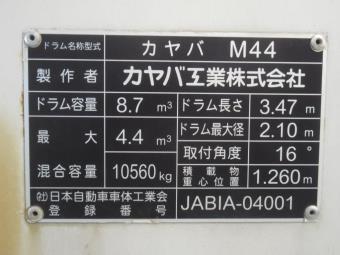 ドラム名称型式 カヤバ M44
製作者 カヤバ工業株式会社
ドラム容量 8.7 m3 ドラム長さ 3.47 m
最大 4.4 m3 ドラム最大径 2.10 m
混合容量 10560kg 取付角度 16°
積載物重心位置 1.260m
(社)日本自動車車体工業会
登録番号 JABIA-04001